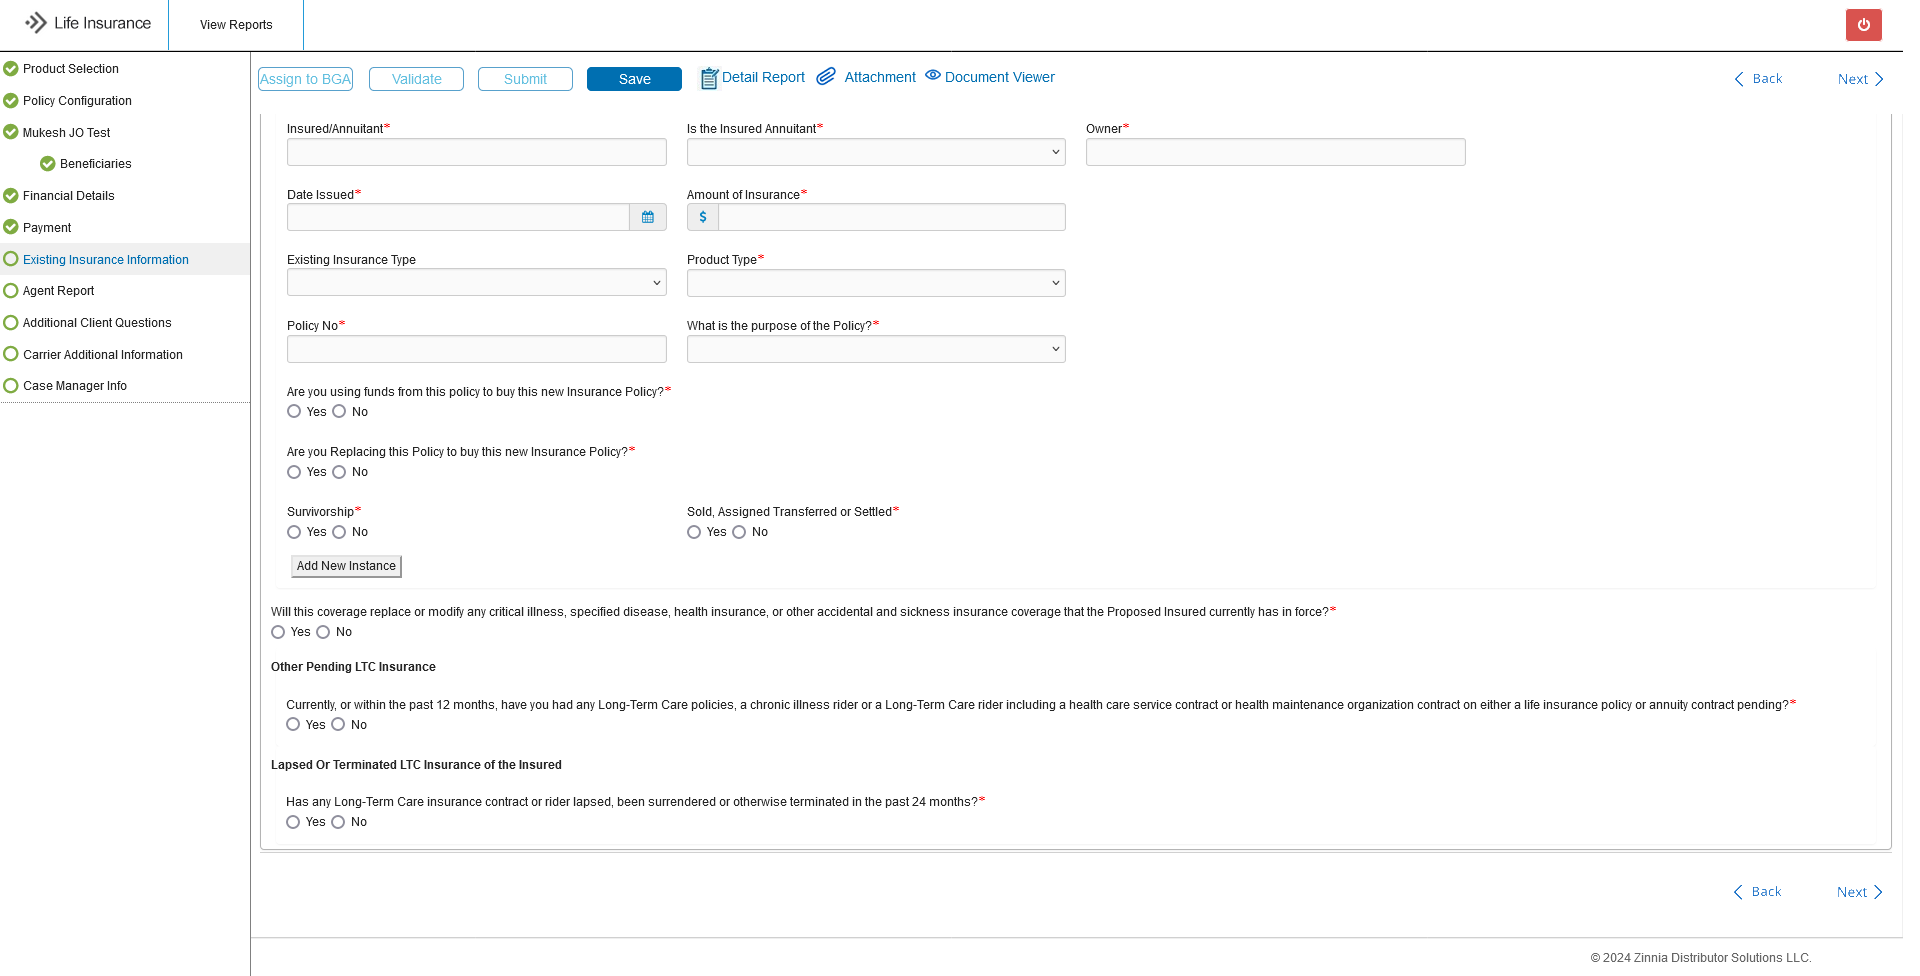 Life Insurance
View Reports
Product Selection
Policy Configuration
Mukesh JO Test
Beneficiaries
Financial Details
Payment
Existing Insurance Information
Agent Report
Additional Client Questions
Carrier Additional Information
Case Manager Info
Assign to BGA Validate Submit Save Detail Report Attachment Document Viewer Back Next
Insured/Annuitant* Is the Insured Annuitant* Owner*
Date Issued* Amount of Insurance*
$
Existing Insurance Type Product Type*
Policy No* What is the purpose of the Policy?*
Are you using funds from this policy to buy this new Insurance Policy?*
Yes No
Are you Replacing this Policy to buy this new Insurance Policy?*
Yes No
Survivorship* Sold, Assigned Transferred or Settled*
Yes No Yes No
Add New Instance
Will this coverage replace or modify any critical illness, specified disease, health insurance, or other accidental and sickness insurance coverage that the Proposed Insured currently has in force?*
Yes No
Other Pending LTC Insurance
Currently, or within the past 12 months, have you had any Long-Term Care policies, a chronic illness rider or a Long-Term Care rider including a health care service contract or health maintenance organization contract on either a life insurance policy or annuity contract pending?*
Yes No
Lapsed Or Terminated LTC Insurance of the Insured
Has any Long-Term Care insurance contract or rider lapsed, been surrendered or otherwise terminated in the past 24 months?*
Yes No
Back Next
© 2024 Zinnia Distributor Solutions LLC.